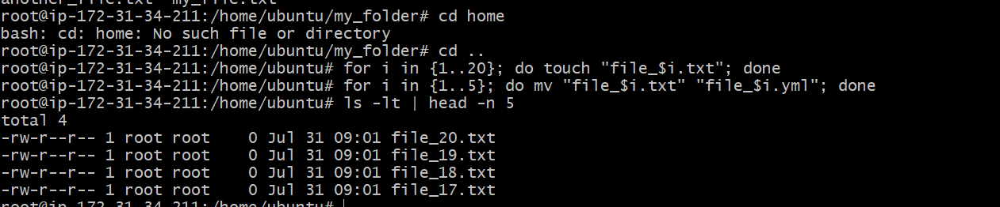 another_file.txt  my_file.txt
root@ip-172-31-34-211:/home/ubuntu/my_folder# cd home
bash: cd: home: No such file or directory
root@ip-172-31-34-211:/home/ubuntu/my_folder# cd ..
root@ip-172-31-34-211:/home/ubuntu# for i in {1..20}; do touch "file_$i.txt"; done
root@ip-172-31-34-211:/home/ubuntu# for i in {1..5}; do mv "file_$i.txt" "file_$i.yml"; done
root@ip-172-31-34-211:/home/ubuntu# ls -lt | head -n 5
total 4
-rw-r--r-- 1 root root    0 Jul 31 09:01 file_20.txt
-rw-r--r-- 1 root root    0 Jul 31 09:01 file_19.txt
-rw-r--r-- 1 root root    0 Jul 31 09:01 file_18.txt
-rw-r--r-- 1 root root    0 Jul 31 09:01 file_17.txt
root@ip-172-31-34-211:/home/ubuntu#